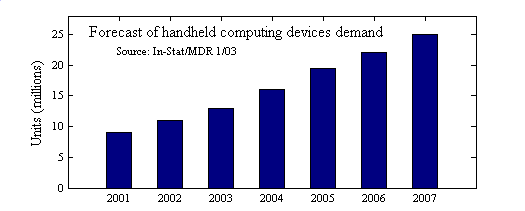 Forecast of handheld computing devices demand
Source: In-Stat/MDR 1/03
Units (millions)
25
20
15
10
5
0
2001 2002 2003 2004 2005 2006 2007